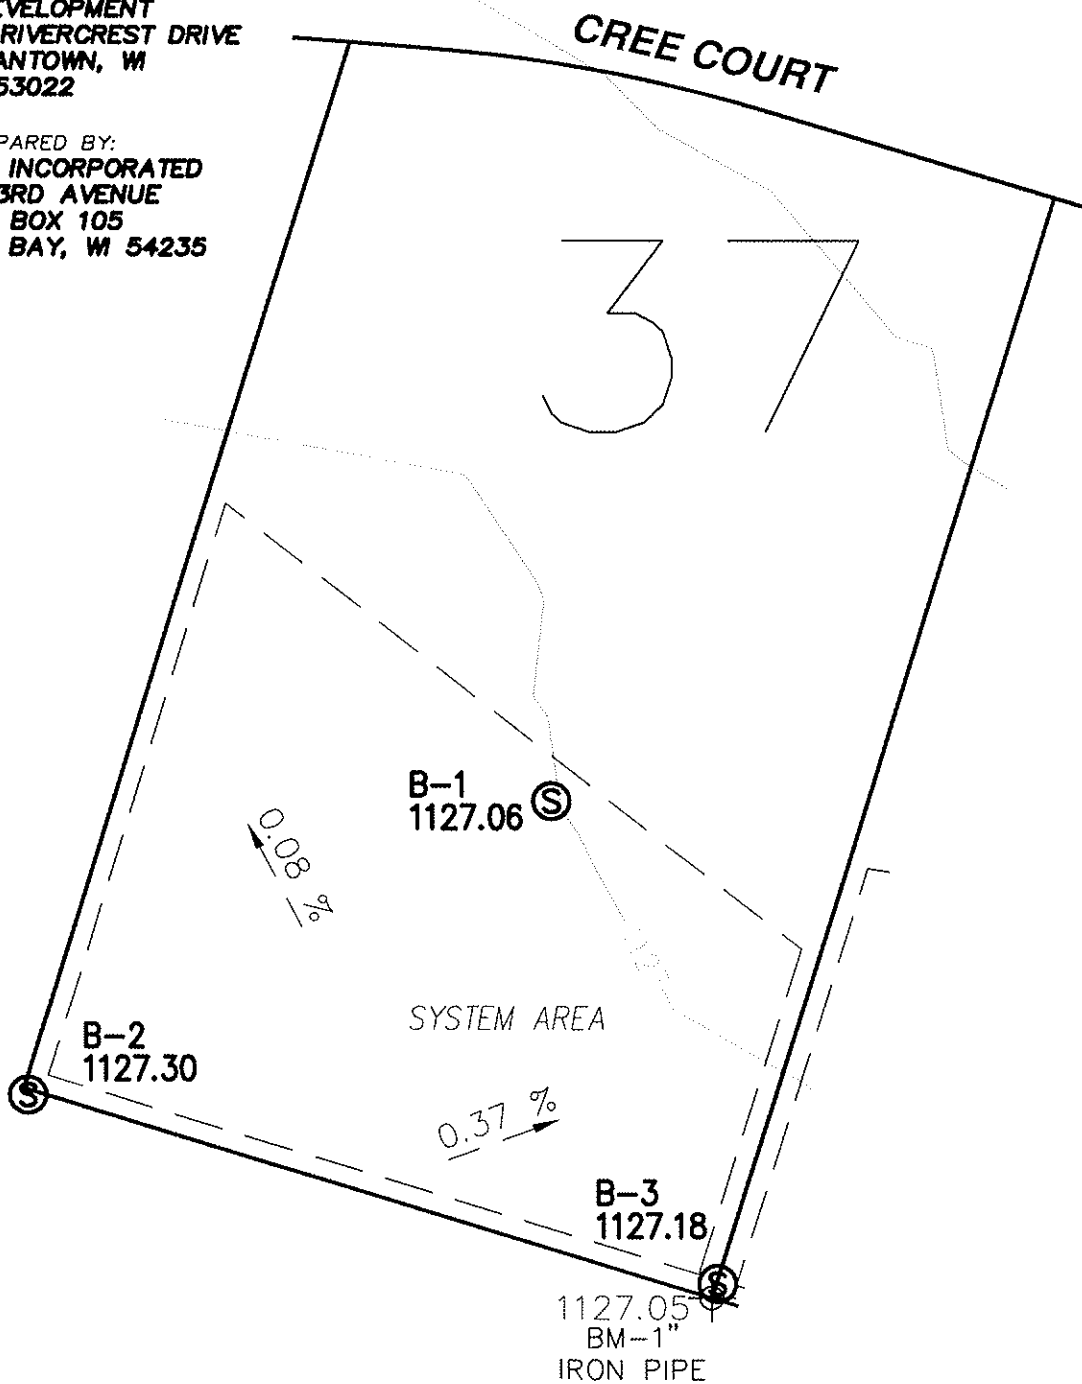 EVELOPMENT
RIVERCREST DRIVE
ANTOWN, WI
53022
PARED BY:
INCORPORATED
3RD AVENUE
BOX 105
BAY, WI 54235
CREE COURT
37
B-1
1127.06
S
0.08 %
SYSTEM AREA
B-2
1127.30
S
0.37 %
B-3
1127.18
S
1127.05
BM-1"
IRON PIPE